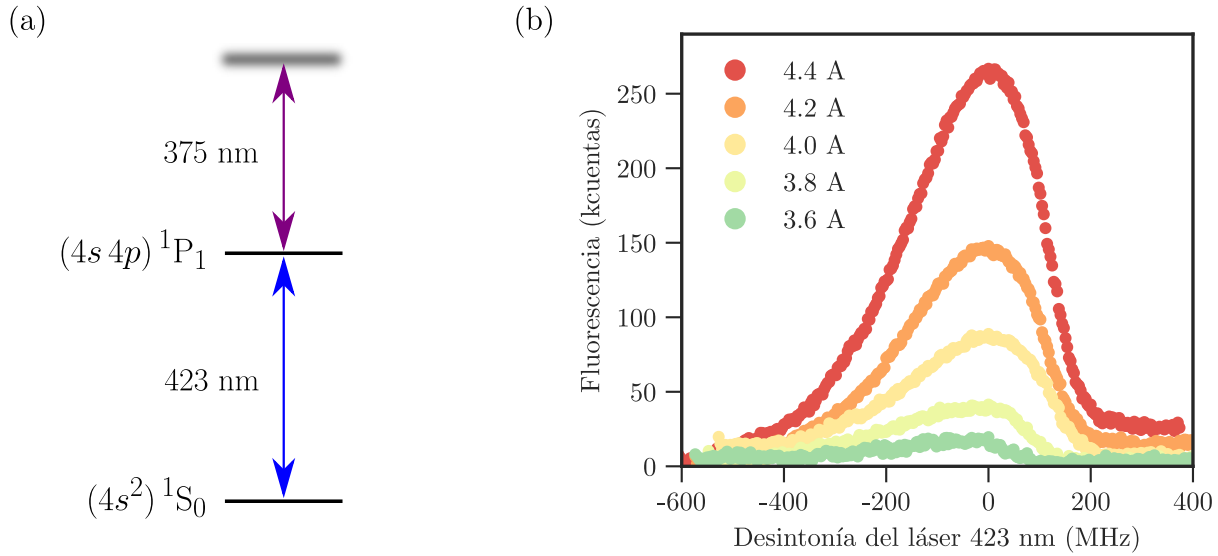 (a)
375 nm
(4s 4p) ¹P₁
423 nm
(4s²) ¹S₀
(b)
4.4 A
4.2 A
4.0 A
3.8 A
3.6 A
Fluorescencia (kcuentas)
250
200
150
100
50
0
-600 -400 -200 0 200 400
Desintonía del láser 423 nm (MHz)